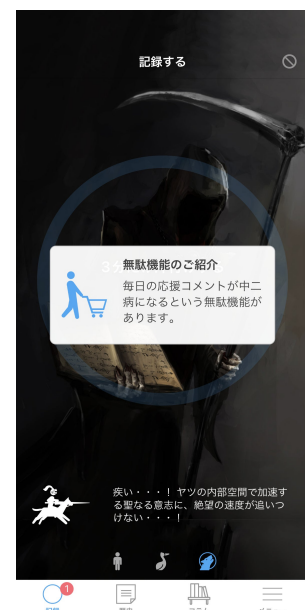 記録する
無駄機能のご紹介
毎日の応援コメントが中二
病になるという無駄機能が
あります。
疾い・・・！ ヤツの内部空間で加速す
る聖なる意志に、絶望の速度が追いつ
けない・・・！
1